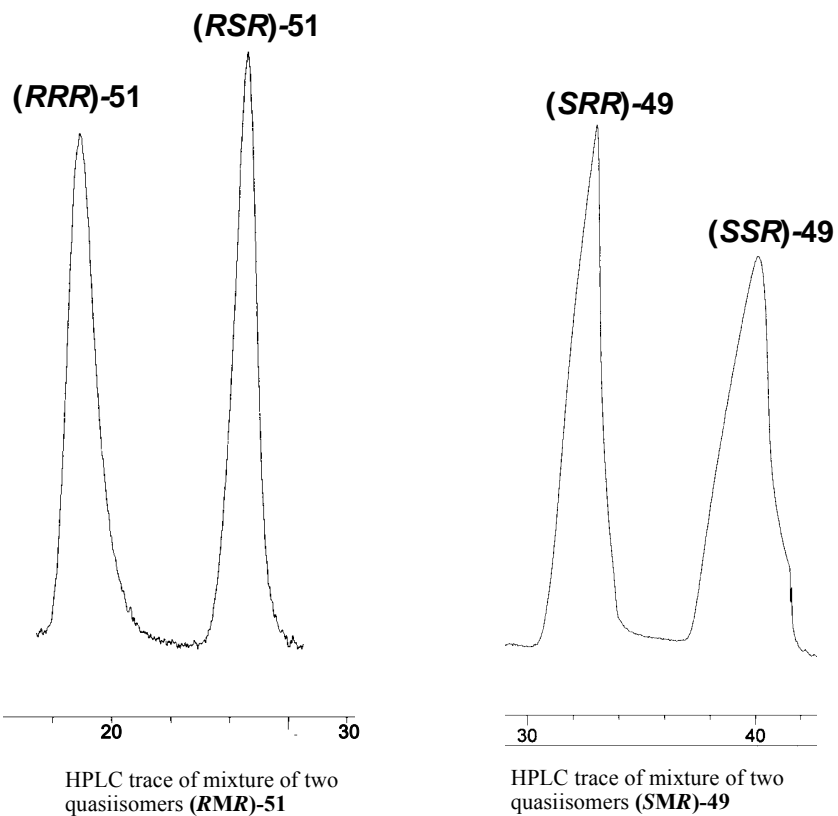 (RSR)-51
(RRR)-51
20
30
HPLC trace of mixture of two
quasiisomers (RMR)-51
(SRR)-49
(SSR)-49
30
40
HPLC trace of mixture of two
quasiisomers (SMR)-49